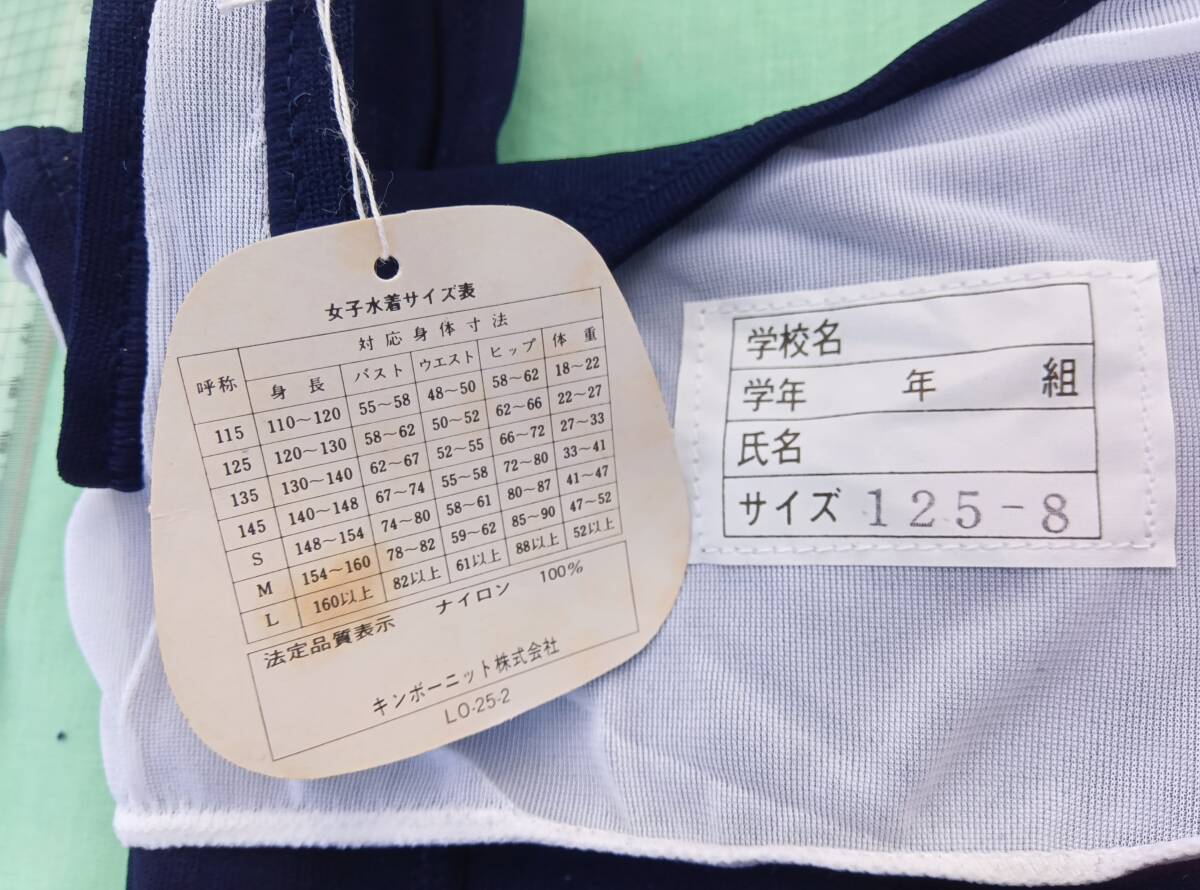 女子水着サイズ表
呼称 対応身体寸法
身長 バスト ウエスト ヒップ 体重
115 110～120 55～58 48～50 58～62 18～22
125 120～130 58～62 50～52 62～66 22～27
135 130～140 62～67 52～55 66～72 27～33
145 140～148 67～74 55～58 72～80 33～41
S 148～154 74～80 58～61 80～87 41～47
M 154～160 78～82 59～62 85～90 47～52
L 160以上 82以上 61以上 88以上 52以上
法定品質表示 ナイロン 100%
キンボーニット株式会社
LO-25-2
学校名
学年 年 組
氏名
サイズ 125-8